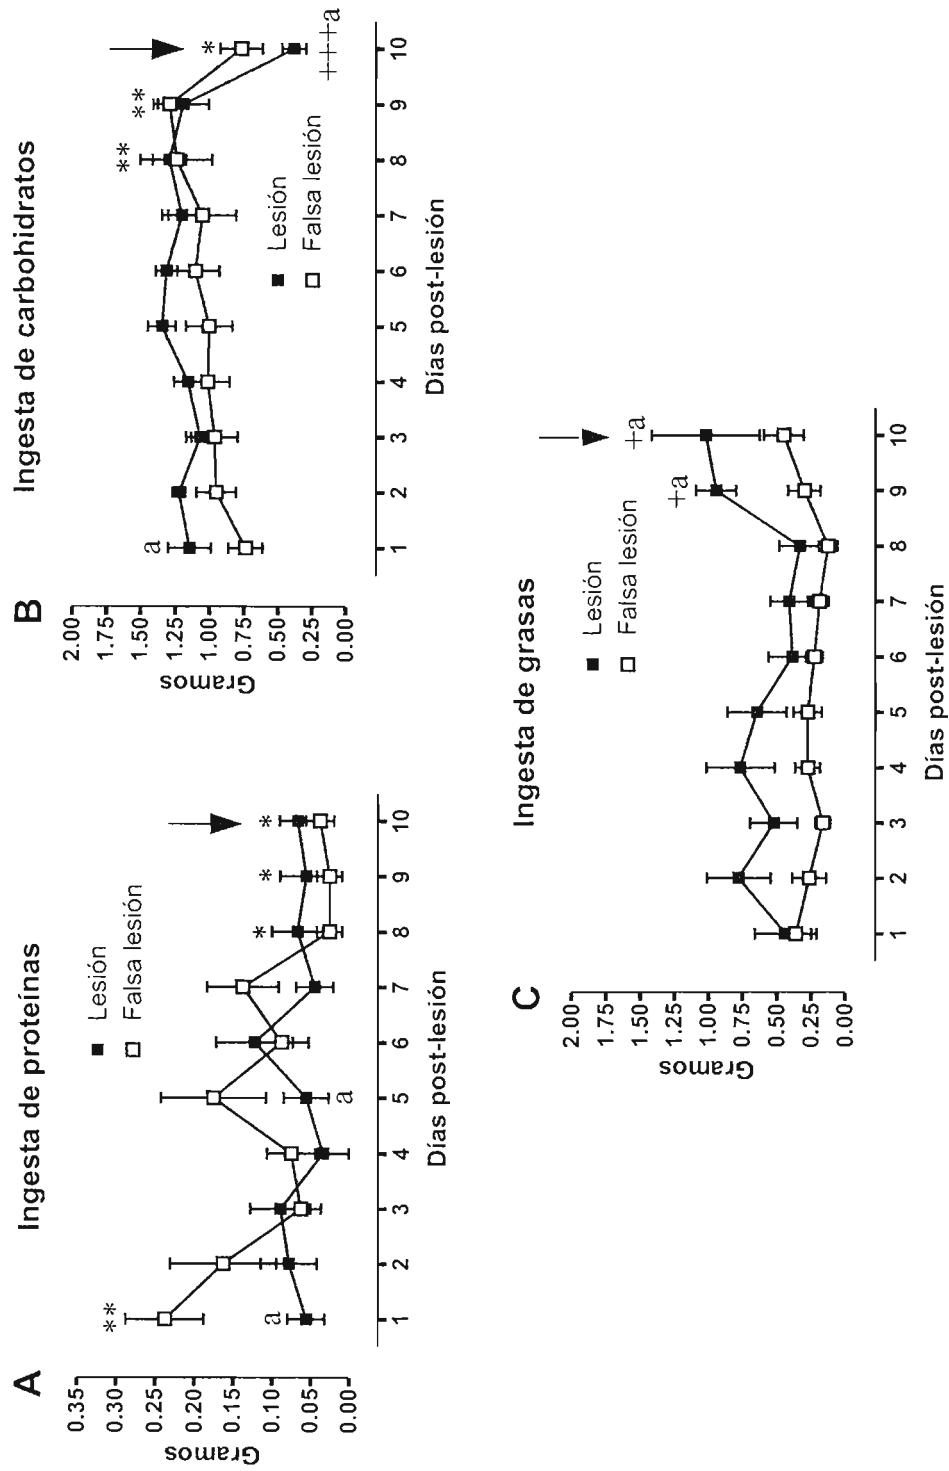 A
Ingesta de proteínas
Gramos
0.35
0.30
0.25
0.20
0.15
0.10
0.05
0.00
**
a
a
*
*
*
Lesión
Falsa lesión
1 2 3 4 5 6 7 8 9 10
Días post-lesión
B
Ingesta de carbohidratos
Gramos
2.00
1.75
1.50
1.25
1.00
0.75
0.50
0.25
0.00
a
**
**
*
+++a
Lesión
Falsa lesión
1 2 3 4 5 6 7 8 9 10
Días post-lesión
C
Ingesta de grasas
Gramos
2.00
1.75
1.50
1.25
1.00
0.75
0.50
0.25
0.00
+a
+a
Lesión
Falsa lesión
1 2 3 4 5 6 7 8 9 10
Días post-lesión